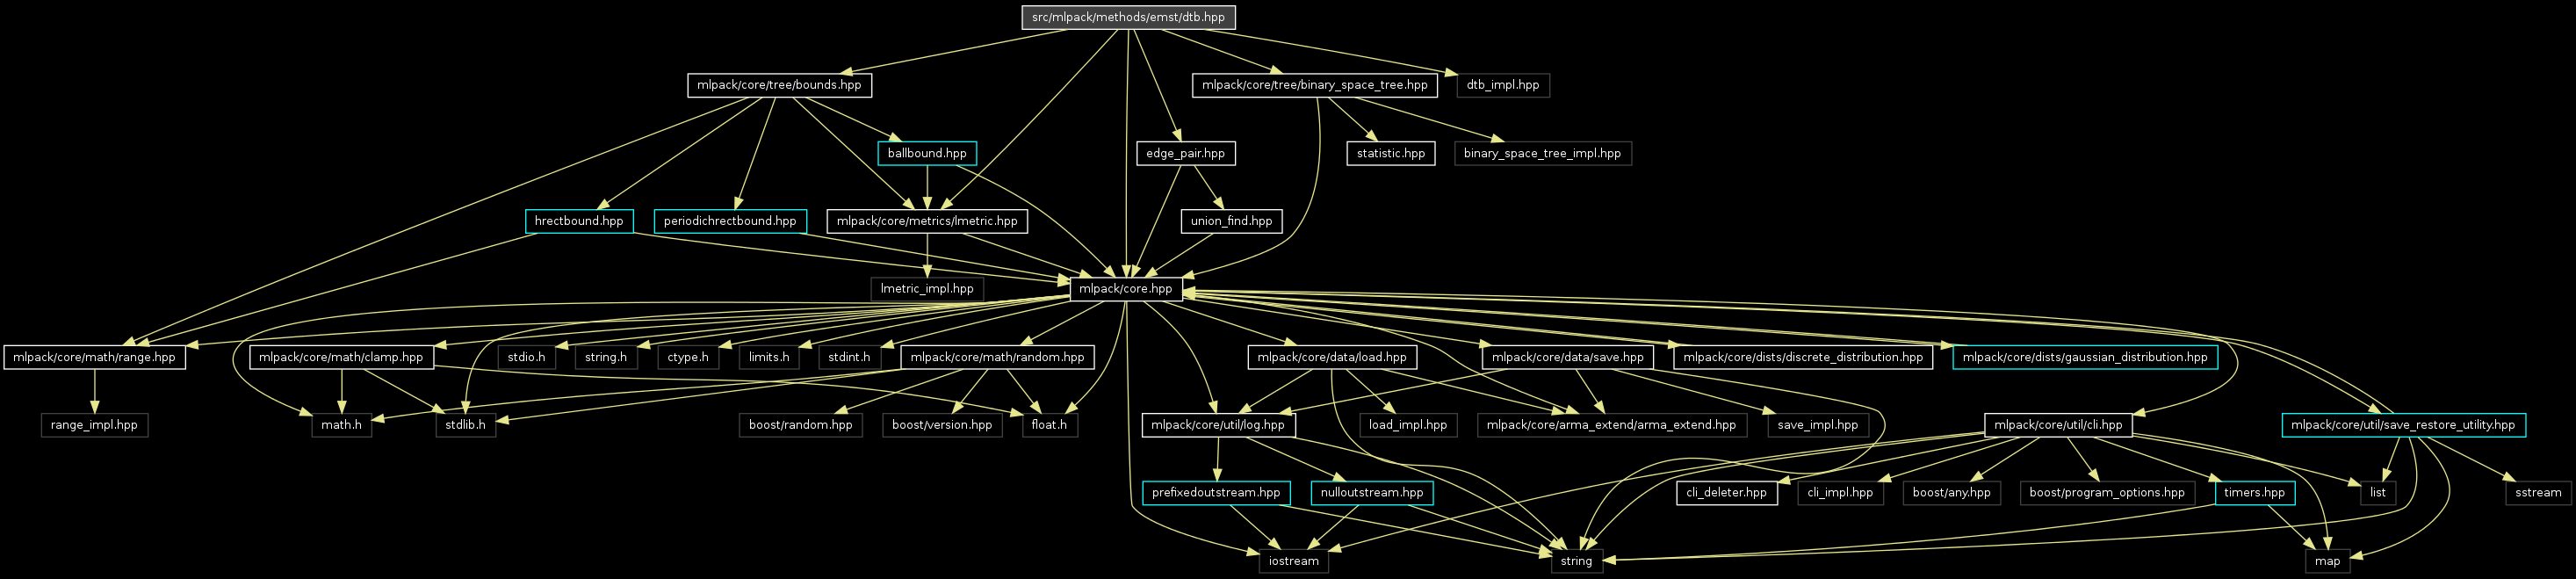 src/mlpack/methods/emst/dtb.hpp
mlpack/core/tree/bounds.hpp
mlpack/core/tree/binary_space_tree.hpp
dtb_impl.hpp
ballbound.hpp
edge_pair.hpp
statistic.hpp
binary_space_tree_impl.hpp
hrectbound.hpp
periodichrectbound.hpp
mlpack/core/metrics/lmetric.hpp
union_find.hpp
lmetric_impl.hpp
mlpack/core.hpp
mlpack/core/math/range.hpp
mlpack/core/math/clamp.hpp
stdio.h
string.h
ctype.h
limits.h
stdint.h
mlpack/core/math/random.hpp
mlpack/core/data/load.hpp
mlpack/core/data/save.hpp
mlpack/core/dists/discrete_distribution.hpp
mlpack/core/dists/gaussian_distribution.hpp
range_impl.hpp
math.h
stdlib.h
boost/random.hpp
boost/version.hpp
float.h
mlpack/core/util/log.hpp
load_impl.hpp
mlpack/core/arma_extend/arma_extend.hpp
save_impl.hpp
mlpack/core/util/cli.hpp
mlpack/core/util/save_restore_utility.hpp
prefixedoutstream.hpp
nulloutstream.hpp
cli_deleter.hpp
cli_impl.hpp
boost/any.hpp
boost/program_options.hpp
timers.hpp
list
sstream
iostream
string
map